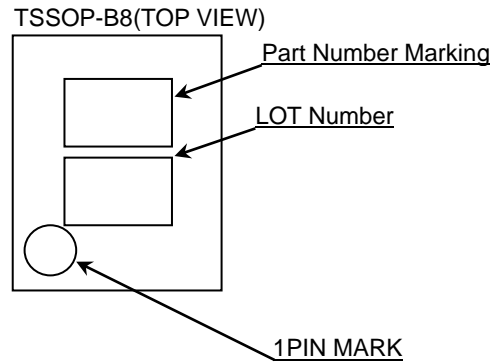 TSSOP-B8(TOP VIEW)
Part Number Marking
LOT Number
1PIN MARK